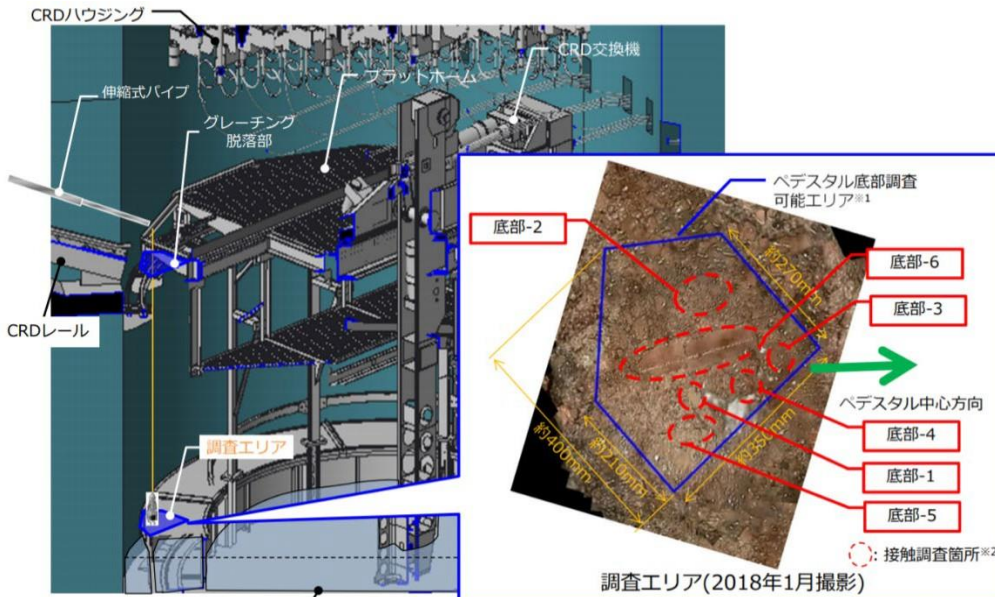 CRDハウジング
CRD交換機
プラットホーム
伸縮式パイプ
グレーチング
脱落部
CRDレール
調査エリア
ペデスタル底部調査
可能エリア※1
底部-2
底部-6
底部-3
約270mm
ペデスタル中心方向
底部-4
約350mm
底部-1
約210mm
約400mm
底部-5
: 接触調査箇所※2
調査エリア(2018年1月撮影)